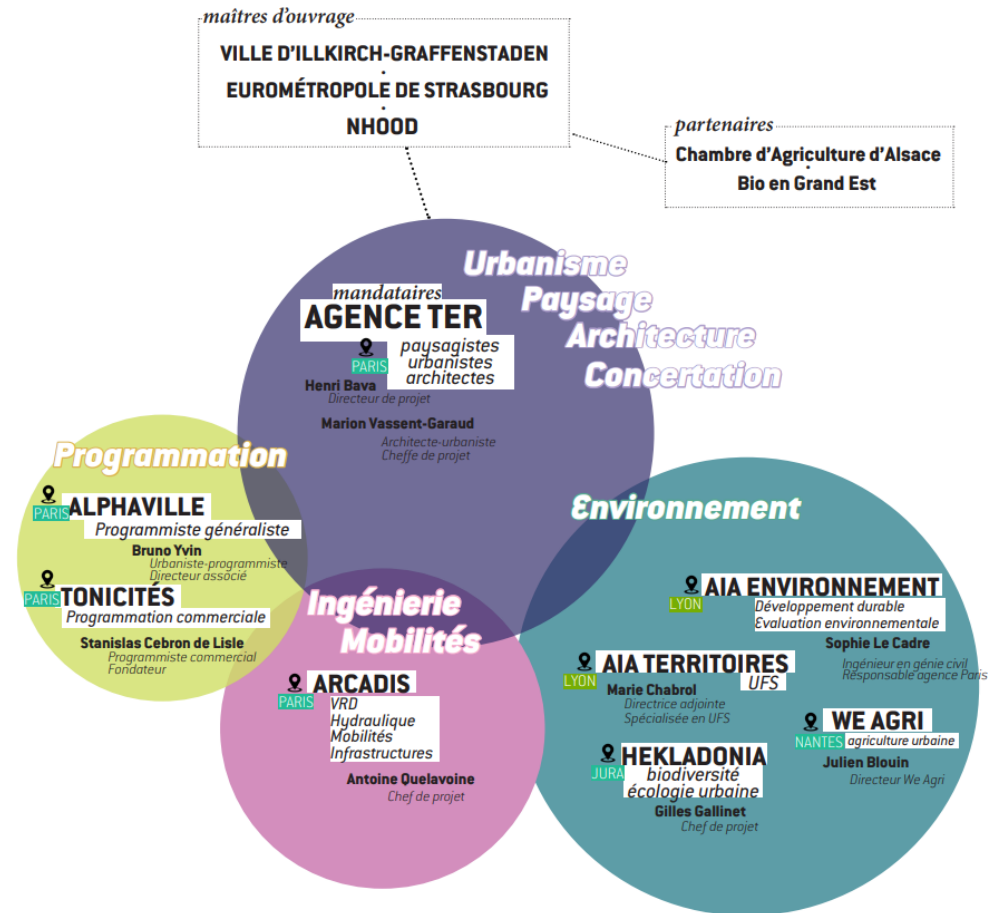 maîtres d'ouvrage
VILLE D'ILLKIRCH-GRAFFENSTADEN
EUROMÉTROPOLE DE STRASBOURG
NHOOD
partenaires
Chambre d'Agriculture d'Alsace
Bio en Grand Est
Urbanisme
Paysage
Architecture
Concertation
mandataires
AGENCE TER
PARIS
paysagistes
urbanistes
architectes
Henri Bava
Directeur de projet
Marion Vassent-Garaud
Architecte-urbaniste
Cheffe de projet
Programmation
PARIS
ALPHAVILLE
Programmiste généraliste
Bruno Yvin
Urbaniste-programmiste
Directeur associé
PARIS
TONICITÉS
Programmation commerciale
Stanislas Cebron de Lisle
Programmiste commercial
Fondateur
Ingénierie
Mobilités
PARIS
ARCADIS
VRD
Hydraulique
Mobilités
Infrastructures
Antoine Quelavoine
Chef de projet
Environnement
LYON
AIA ENVIRONNEMENT
Développement durable
Evaluation environnementale
Sophie Le Cadre
Ingénieur en génie civil
Responsable agence Paris
LYON
AIA TERRITOIRES
UFS
Marie Chabrol
Directrice adjointe
Spécialisée en UFS
NANTES
WE AGRI
agriculture urbaine
Julien Blouin
Directeur We Agri
JURA
HEKLADONIA
biodiversité
écologie urbaine
Gilles Gallinet
Chef de projet